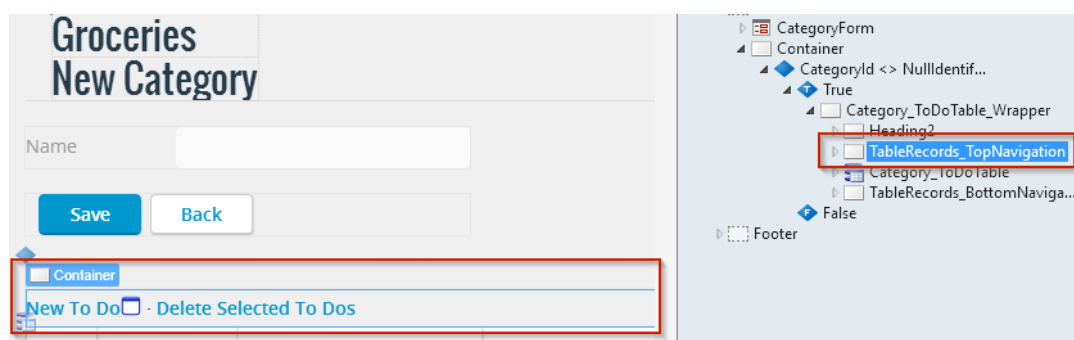 Groceries
New Category
Name
Save
Back
Container
New To Do · Delete Selected To Dos
CategoryForm
Container
CategoryId <> NullIdentif...
True
Category_ToDoTable_Wrapper
Heading2
TableRecords_TopNavigation
Category_ToDoTable
TableRecords_BottomNaviga...
False
Footer